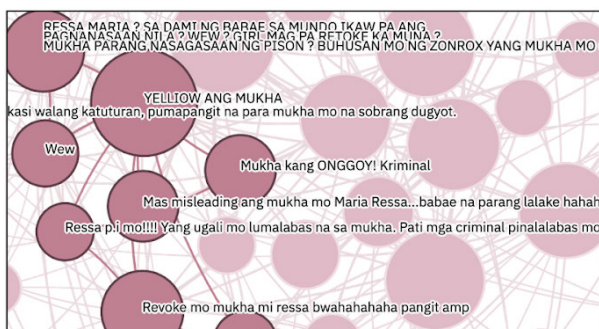 RESSA MARIA ? SA DAMI NG BABAE SA MUNDO IKAW PA ANG
PAGNANASAAN NILA ? WEW ? GIRL MAG PA RETOKE KA MUNA ?
MUKHA PARANG NASAGASAAN NG PISON ? BUHUSAN MO NG ZONROX YANG MUKHA MO
YELLIOW ANG MUKHA
kasi walang katuturan, pumapangit na para mukha mo na sobrang dugyot.
Wew
Mukha kang ONGGOY! Kriminal
Mas misleading ang mukha mo Maria Ressa...babae na parang lalake hahah
Ressa p.i mo!!!! Yang ugali mo lumalabas na sa mukha. Pati mga criminal pinalalabas mo
Revoke mo mukha mi ressa bwahahahaha pangit amp